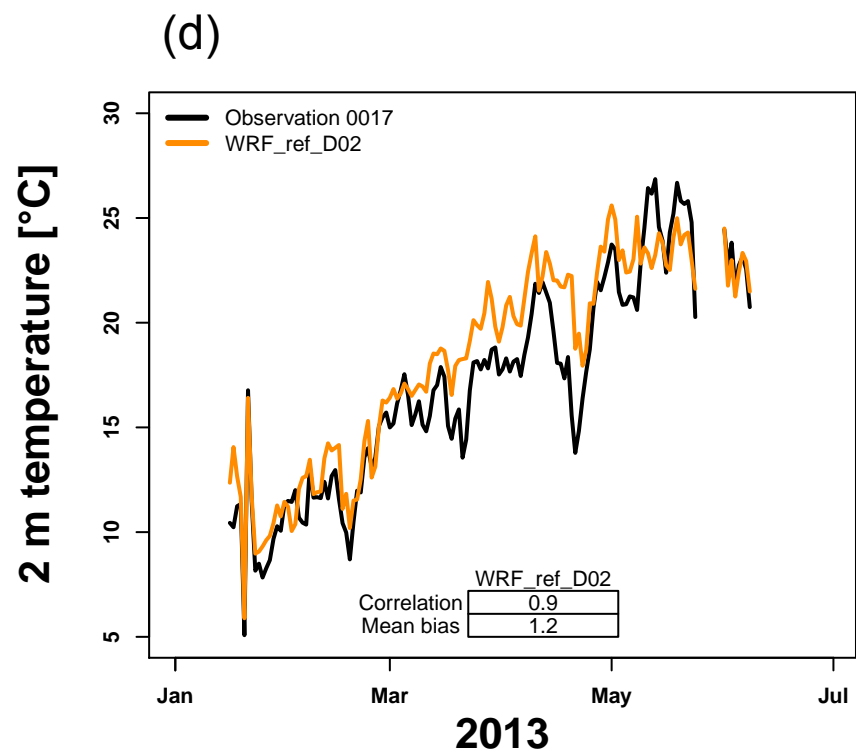 (d)
2 m temperature [°C]
30
25
20
15
10
5
Observation 0017
WRF_ref_D02
WRF_ref_D02
Correlation 0.9
Mean bias 1.2
Jan Mar May Jul
2013